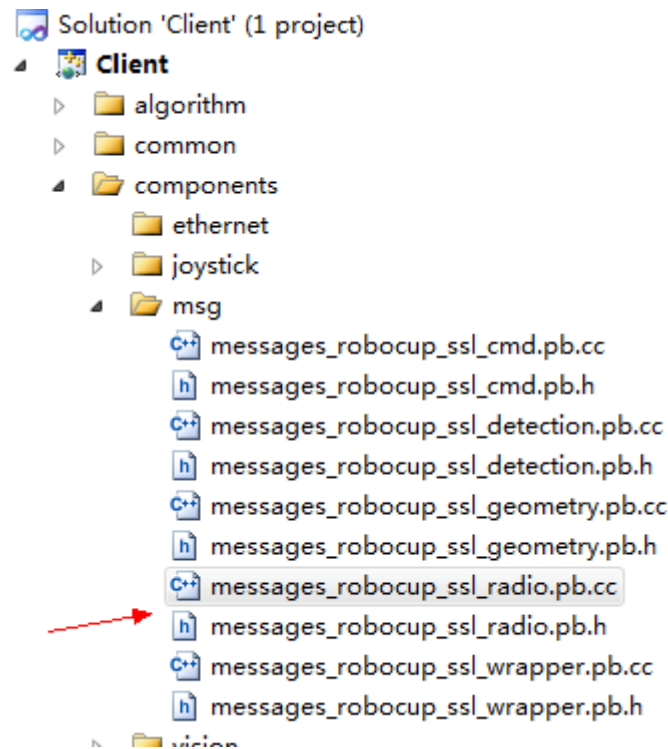 Solution 'Client' (1 project)
Client
algorithm
common
components
ethernet
joystick
msg
messages_robocup_ssl_cmd.pb.cc
messages_robocup_ssl_cmd.pb.h
messages_robocup_ssl_detection.pb.cc
messages_robocup_ssl_detection.pb.h
messages_robocup_ssl_geometry.pb.cc
messages_robocup_ssl_geometry.pb.h
messages_robocup_ssl_radio.pb.cc
messages_robocup_ssl_radio.pb.h
messages_robocup_ssl_wrapper.pb.cc
messages_robocup_ssl_wrapper.pb.h
vision